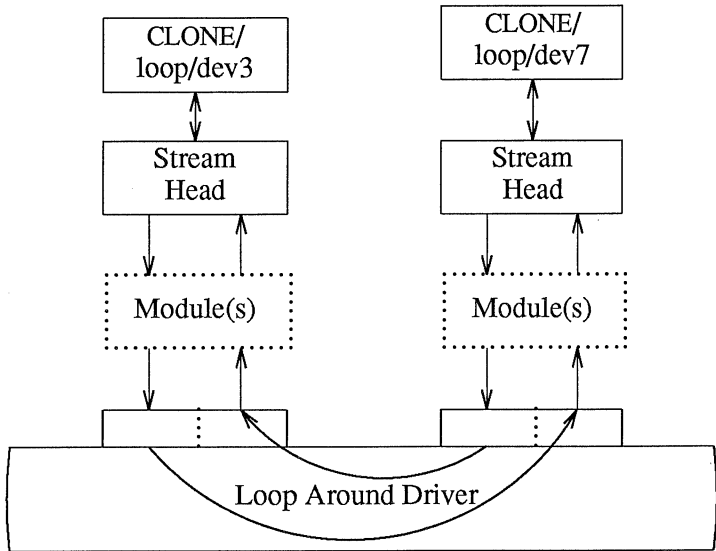 CLONE/
loop/dev3
CLONE/
loop/dev7
Stream
Head
Stream
Head
Module(s)
Module(s)
Loop Around Driver